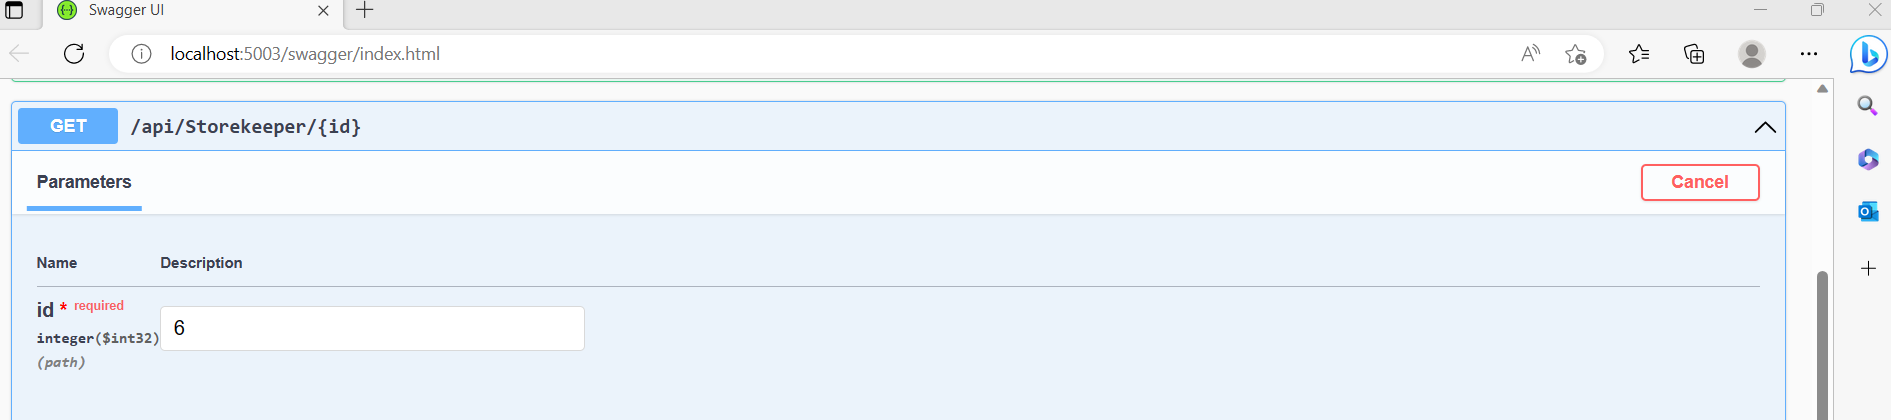 Swagger UI
localhost:5003/swagger/index.html
GET /api/Storekeeper/{id}
Parameters
Cancel
Name Description
id * required
integer($int32)
(path)
6